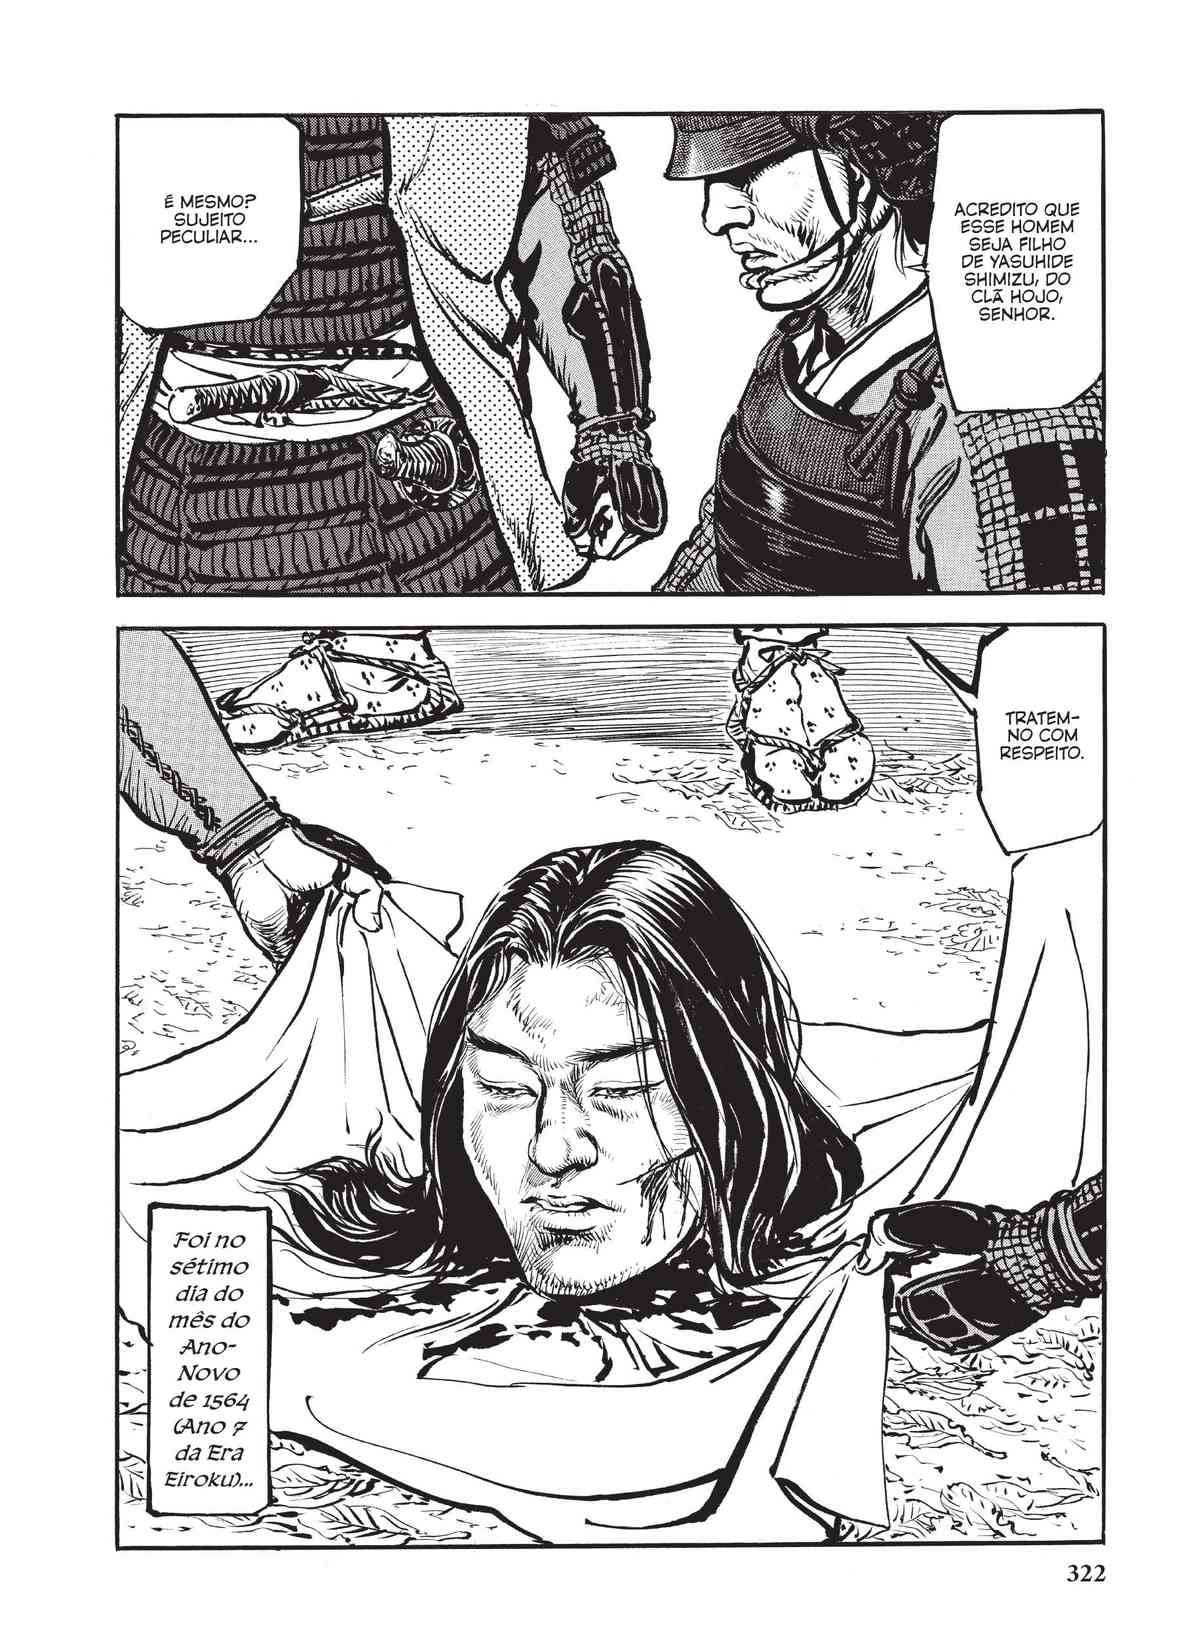 ACREDITO QUE
ESSE HOMEM
SEJA FILHO
DE YASUHIDE
SHIMIZU, DO
CLÃ HOJO,
SENHOR.
É MESMO?
SUJEITO
PECULIAR...
TRATEM-
NO COM
RESPEITO.
Foi no
sétimo
dia do
mês do
Ano-
Novo
de 1564
(Ano 7
da Era
Eiroku)...
322